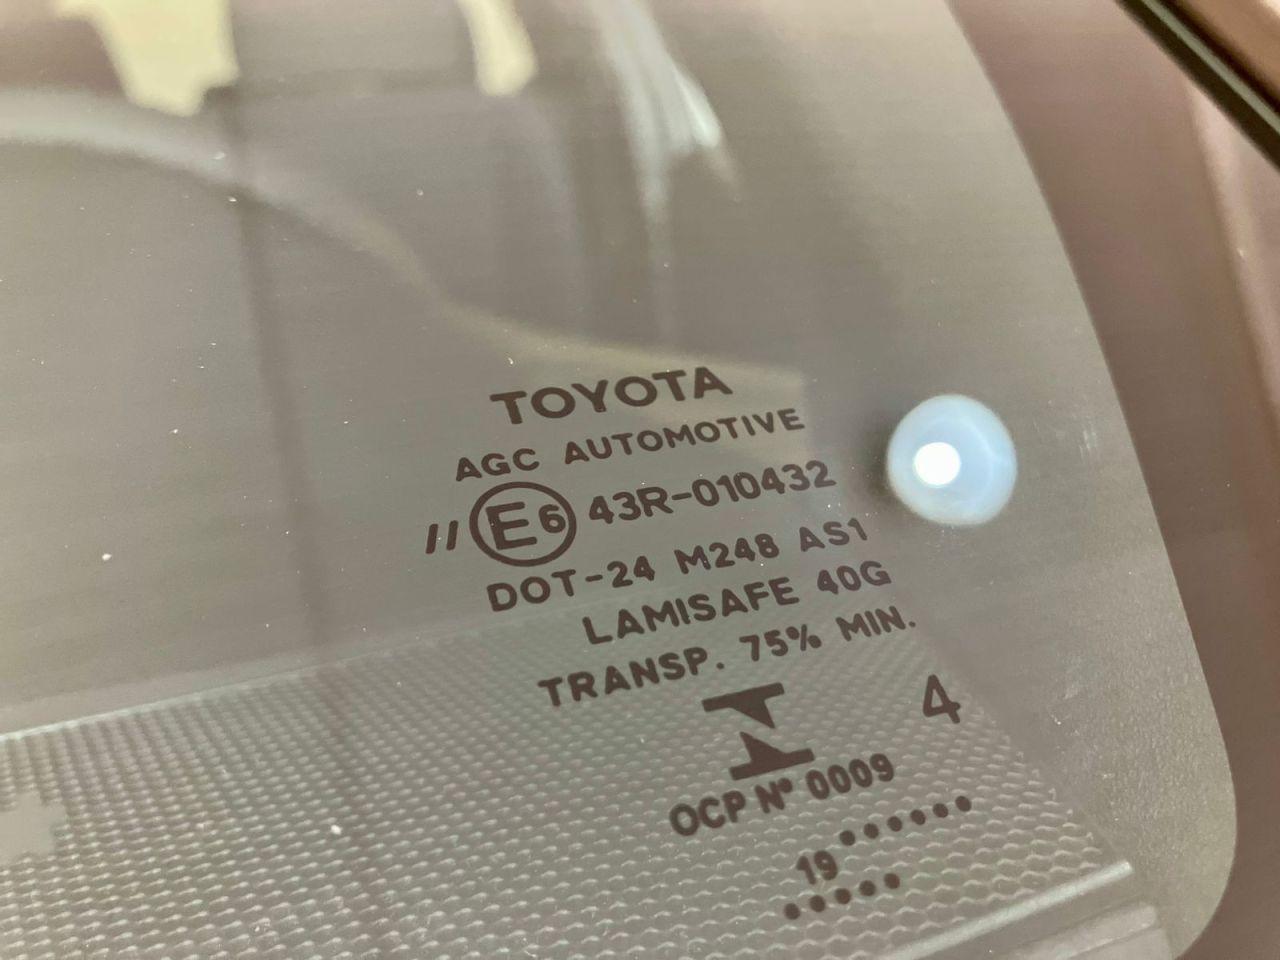 TOYOTA
AGC AUTOMOTIVE
II E6 43R-010432
DOT-24 M248 AS1
LAMISAFE 40G
TRANSP. 75% MIN.
4
OCP Nº 0009
.......
19
.....